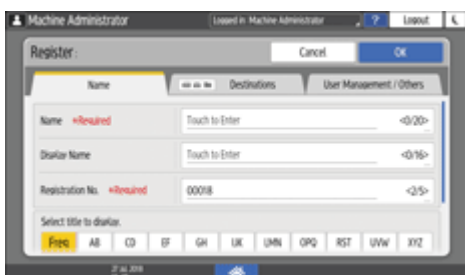 Machine Administrator Logged in Machine Administrator ? Logout
Register: Cancel OK
Name Destinations User Management / Others
Name *Required Touch to Enter <0/20>
Display Name Touch to Enter <0/16>
Registration No. *Required 00018 <2/5>
Select title to display.
Freq. AB CD EF GH IJK LMN OPQ RST UVW XYZ